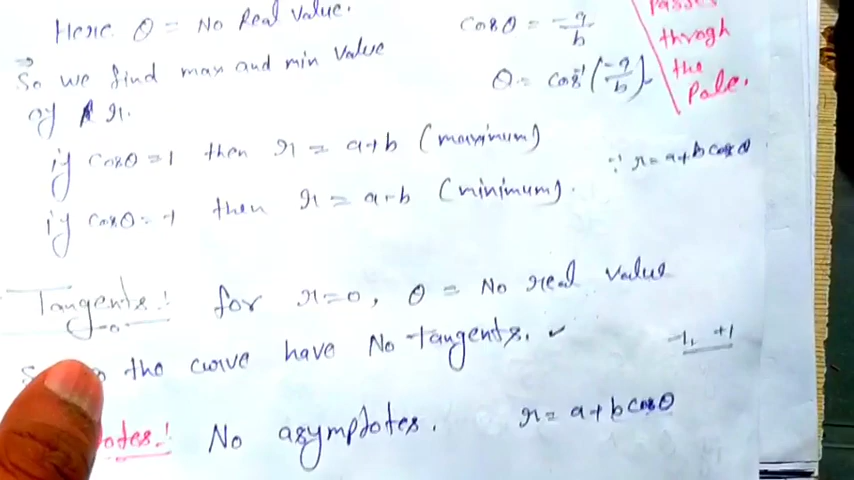 Here θ = No Real Value.
So we find max and min value
of r.
cosθ = -a/b
θ = cos⁻¹(-a/b).
Passes
through
the
Pole.
if cosθ = 1 then r = a+b (maximum)
if cosθ = -1 then r = a-b (minimum).
∵ r = a+b cosθ
Tangents:
for r=0, θ = No real value
the curve have No tangents. ✓
-1, +1
No asymptotes.
r = a+b cosθ